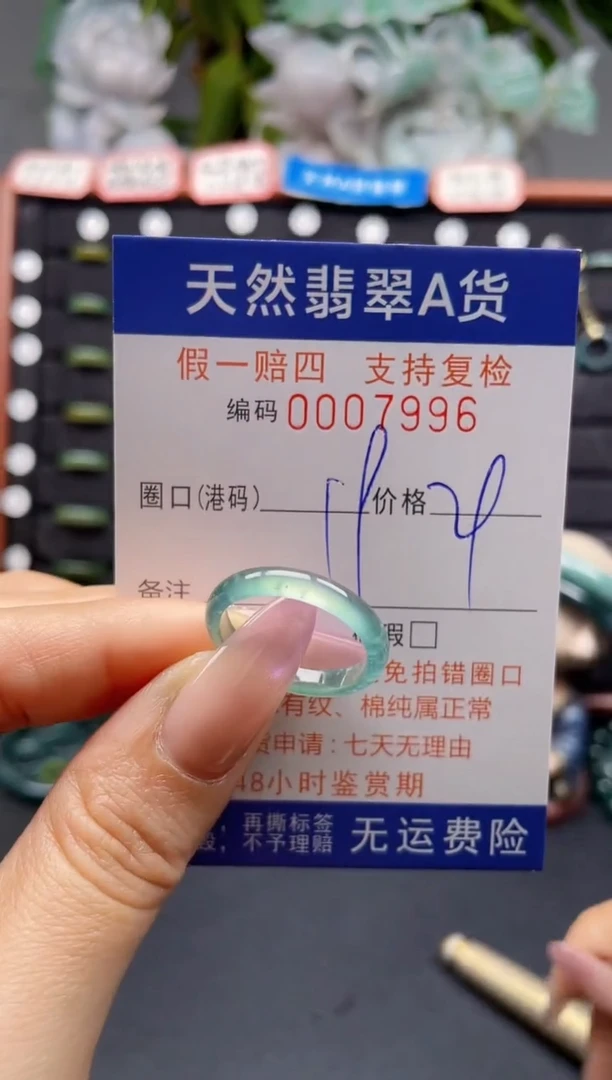 天然翡翠A货
假一赔四 支持复检
编码 0007996
圈口(港码) 价格
备注
假□
免拍错圈口
有纹、棉纯属正常
货申请：七天无理由
48小时鉴赏期
再撕标签
不予理赔
无运费险